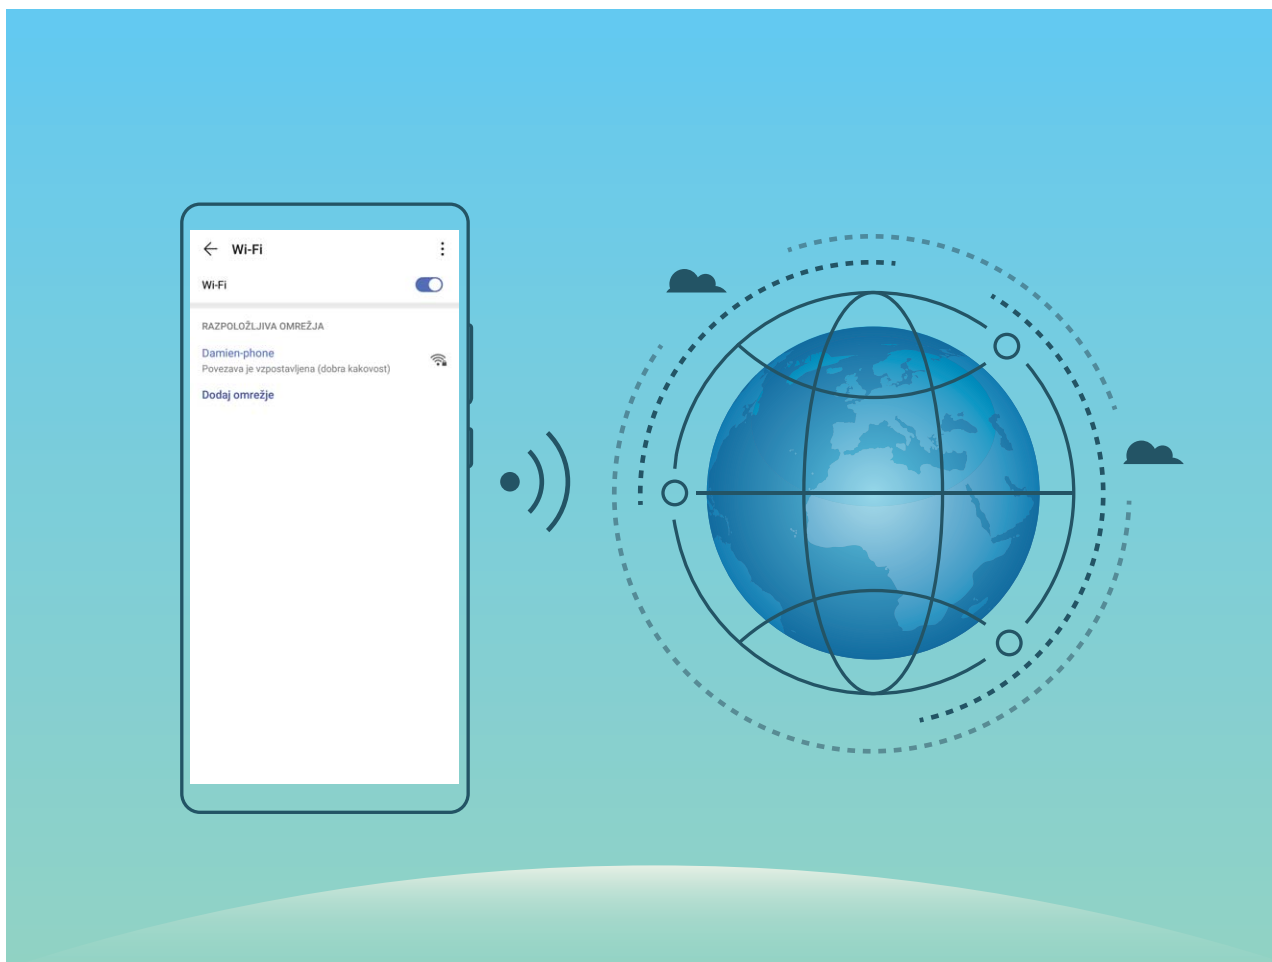 Wi-Fi
Wi-Fi
RAZPOLOŽLJIVA OMREŽJA
Damien-phone
Povezava je vzpostavljena (dobra kakovost)
Dodaj omrežje